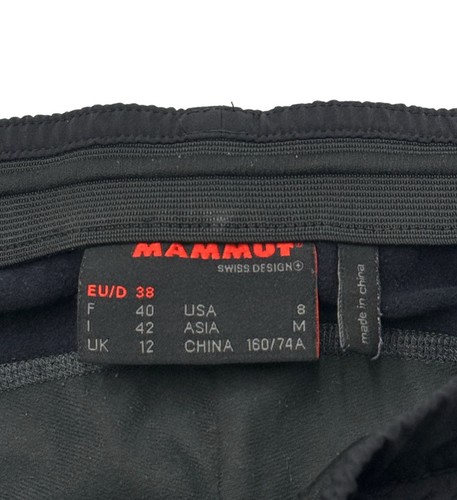 MAMMUT
SWISS DESIGN+
EU/D 38
F 40 USA 8
I 42 ASIA M
UK 12 CHINA 160/74A
made in china